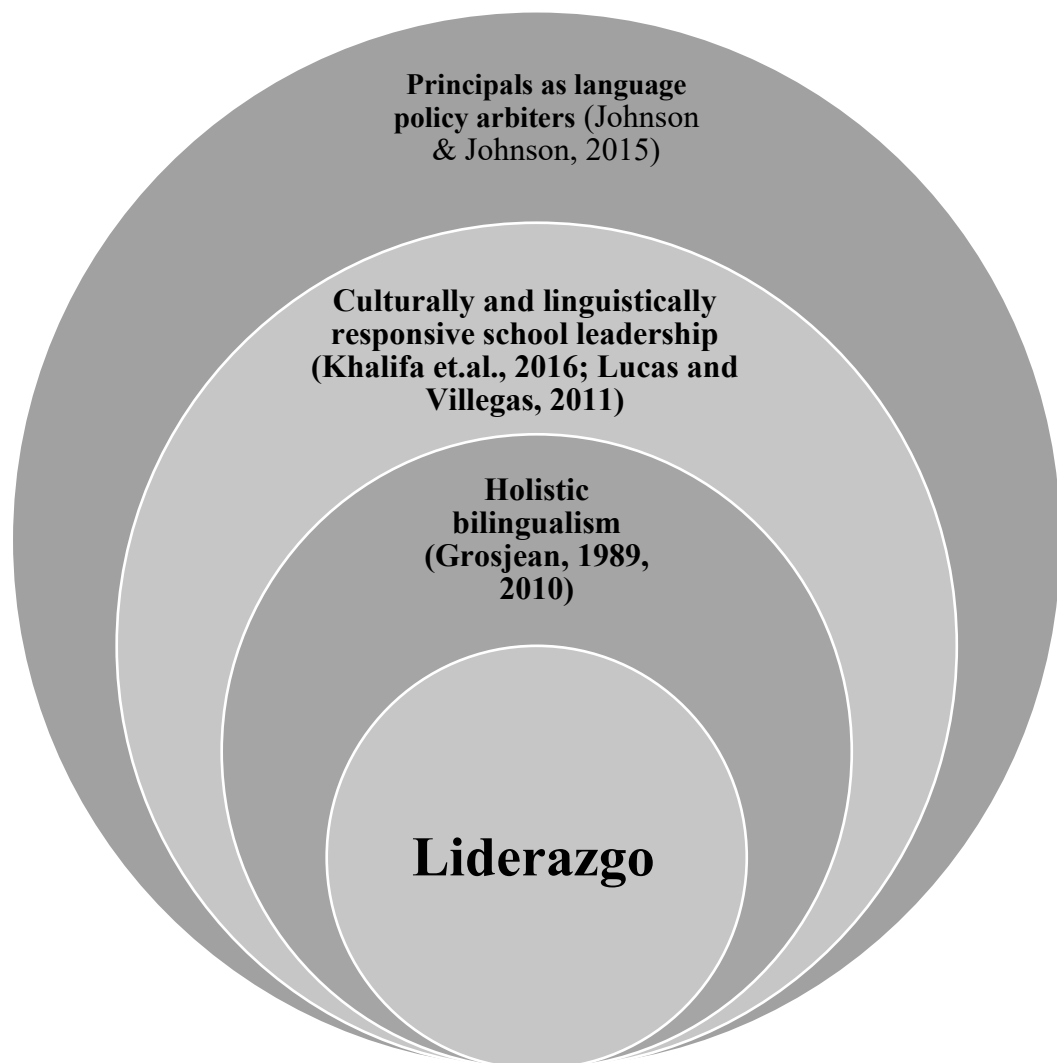 Principals as language
policy arbiters (Johnson
& Johnson, 2015)
Culturally and linguistically
responsive school leadership
(Khalifa et.al., 2016; Lucas and
Villegas, 2011)
Holistic
bilingualism
(Grosjean, 1989,
2010)
Liderazgo